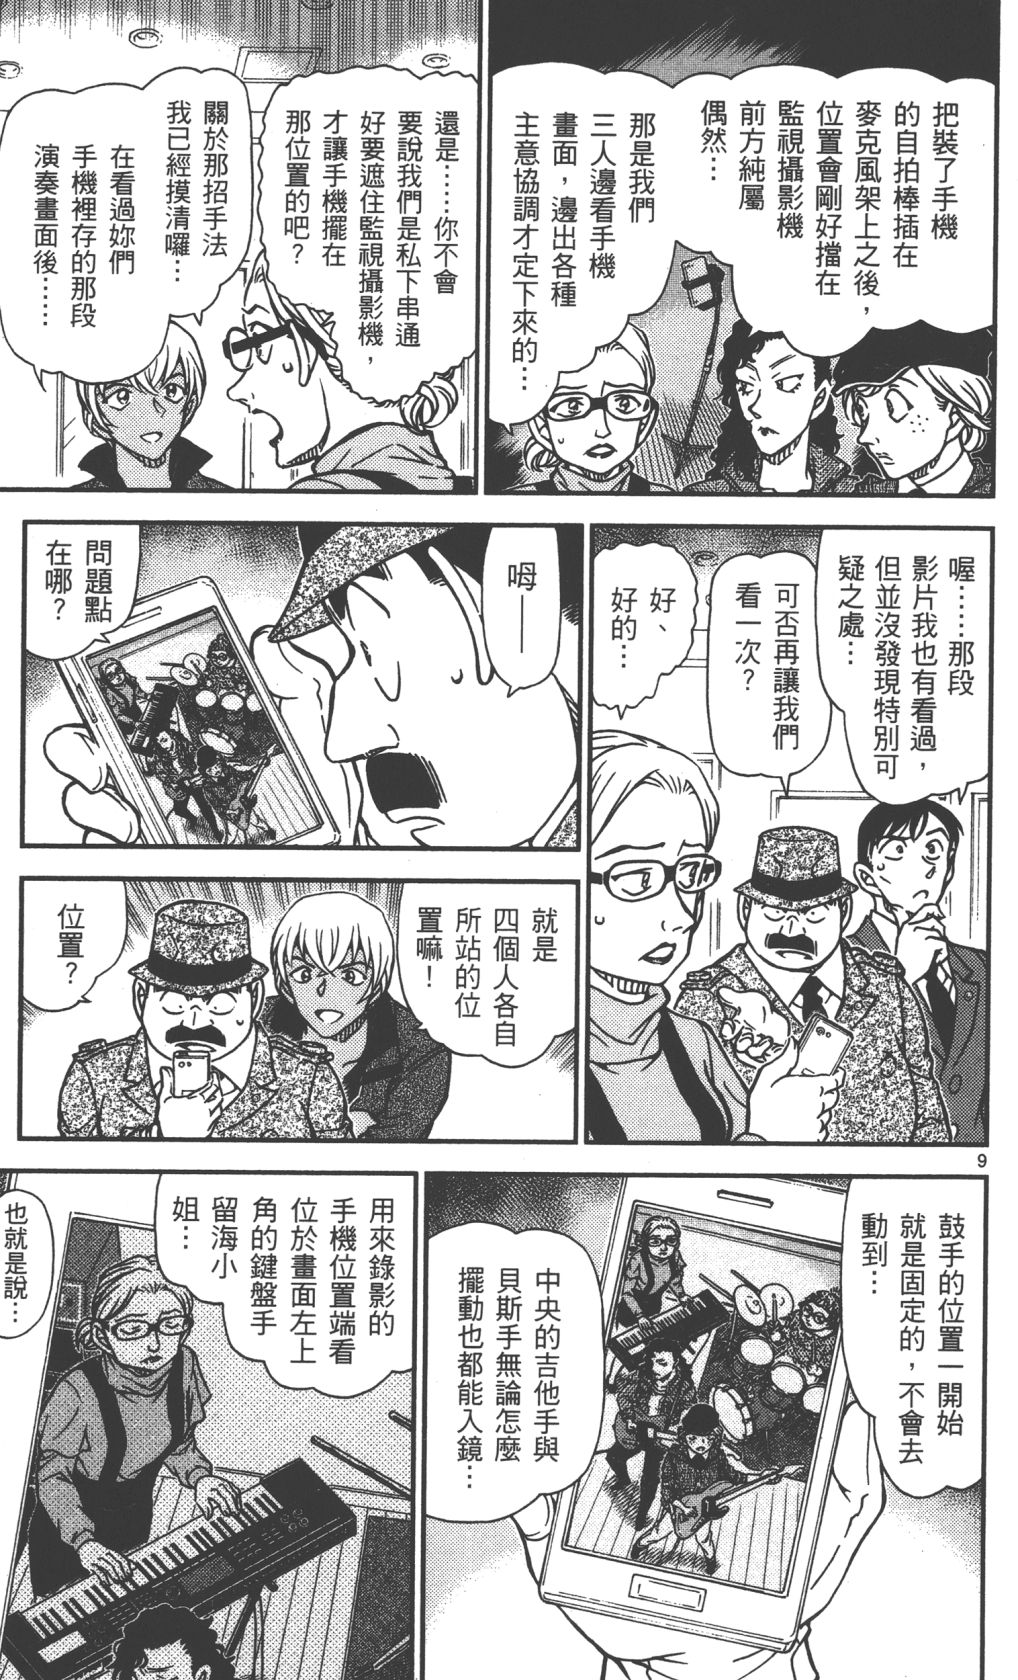 把裝了手機
的自拍棒插在
麥克風架上之後，
位置會剛好擋在
監視攝影機
前方純屬
偶然…
那是我們
三人邊看手機
畫面，邊出各種
主意協調才定下來的…
還是……你不會
要說我們是私下串通
好要遮住監視攝影機，
才讓手機擺在
那位置的吧？
關於那招手法
我已經摸清囉…
在看過妳們
手機裡存的那段
演奏畫面後……
喔……那段
影片我也有看過，
但並沒發現特別可
疑之處…
可否再讓我們
看一次？
好、
好的…
呣——
問題點
在哪？
就是
四個人各自
所站的位
置嘛！
位置？
9
鼓手的位置一開始
就是固定的，不會去
動到…
中央的吉他手與
貝斯手無論怎麼
擺動也都能入鏡…
用來錄影的
手機位置端看
位於畫面左上
角的鍵盤手
留海小
姐…
也就是說…